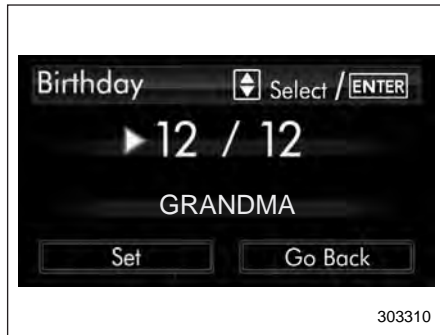 Birthday Select / ENTER
12 / 12
GRANDMA
Set Go Back
303310